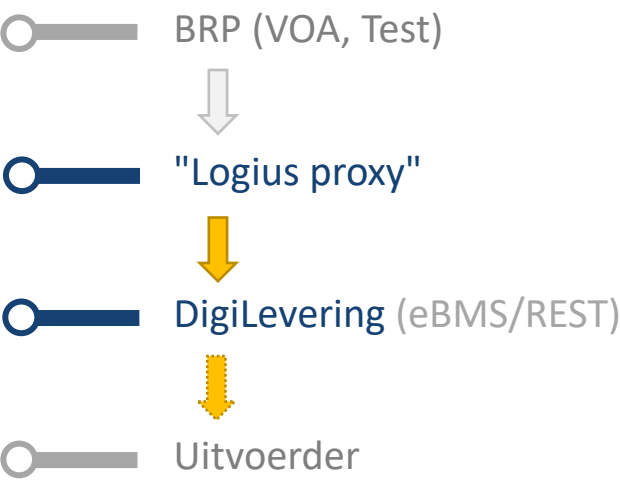 BRP (VOA, Test)
"Logius proxy"
DigiLevering (eBMS/REST)
Uitvoerder